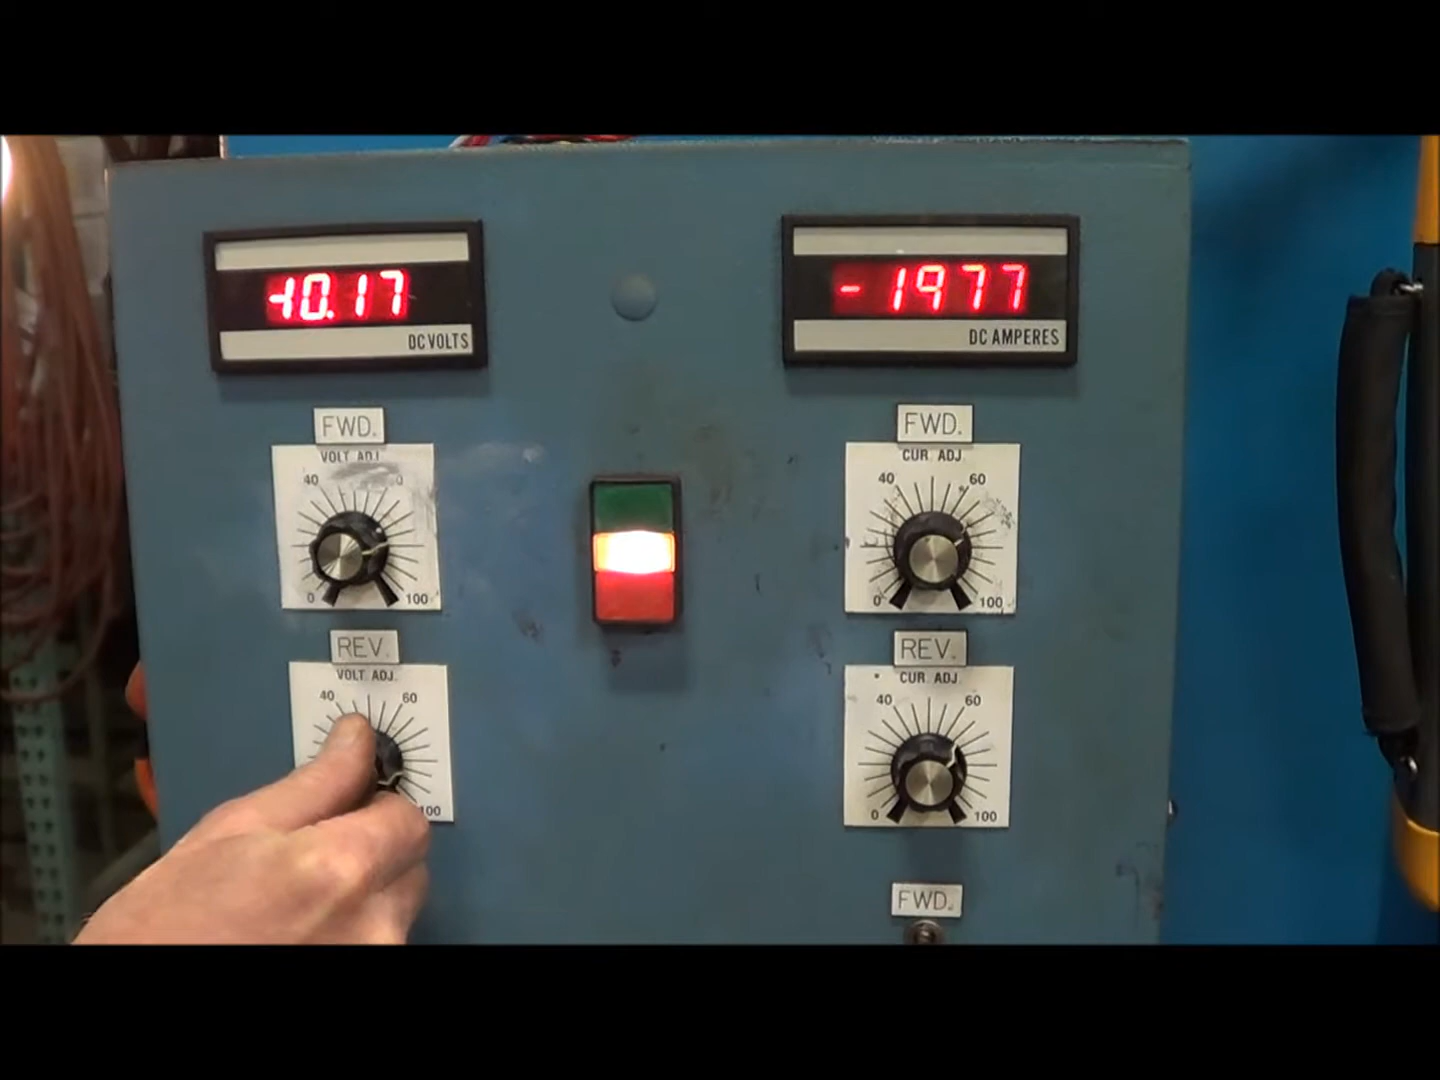 -10.17
DC VOLTS
-1977
DC AMPERES
FWD.
VOLT ADJ.
40
0 100
FWD.
CUR. ADJ.
40 60
0 100
REV.
VOLT. ADJ.
40 60
100
REV.
CUR. ADJ.
40 60
0 100
FWD.